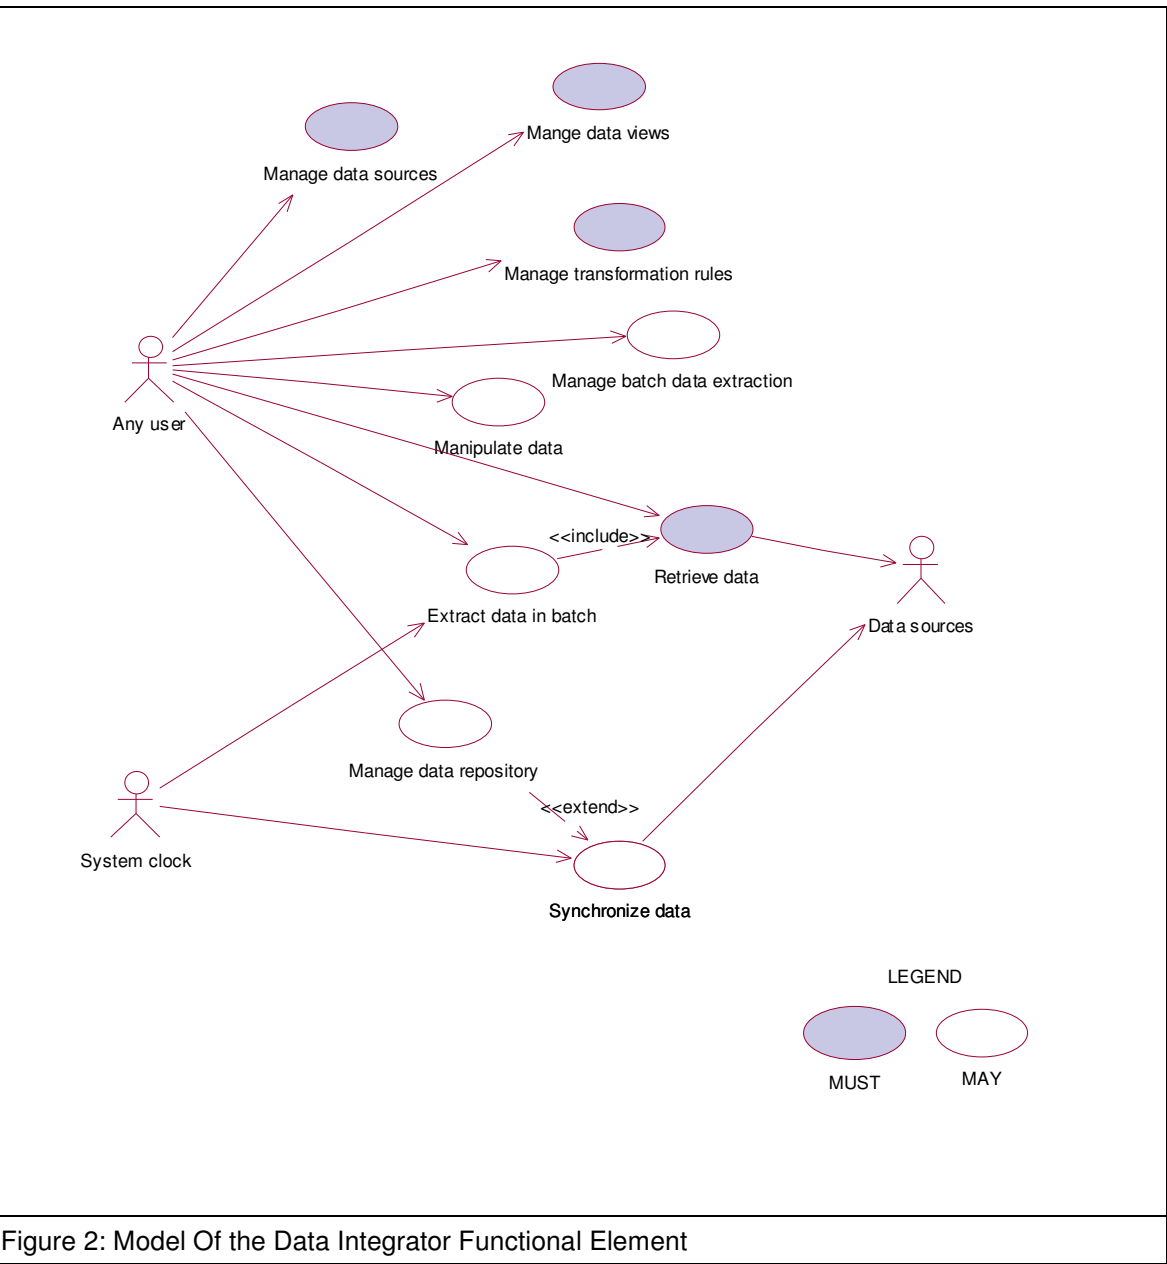 Mange data views
Manage data sources
Manage transformation rules
Manage batch data extraction
Any user
Manipulate data
<<include>>
Retrieve data
Extract data in batch
Data sources
Manage data repository
<<extend>>
System clock
Synchronize data
LEGEND
MUST
MAY
Figure 2: Model Of the Data Integrator Functional Element